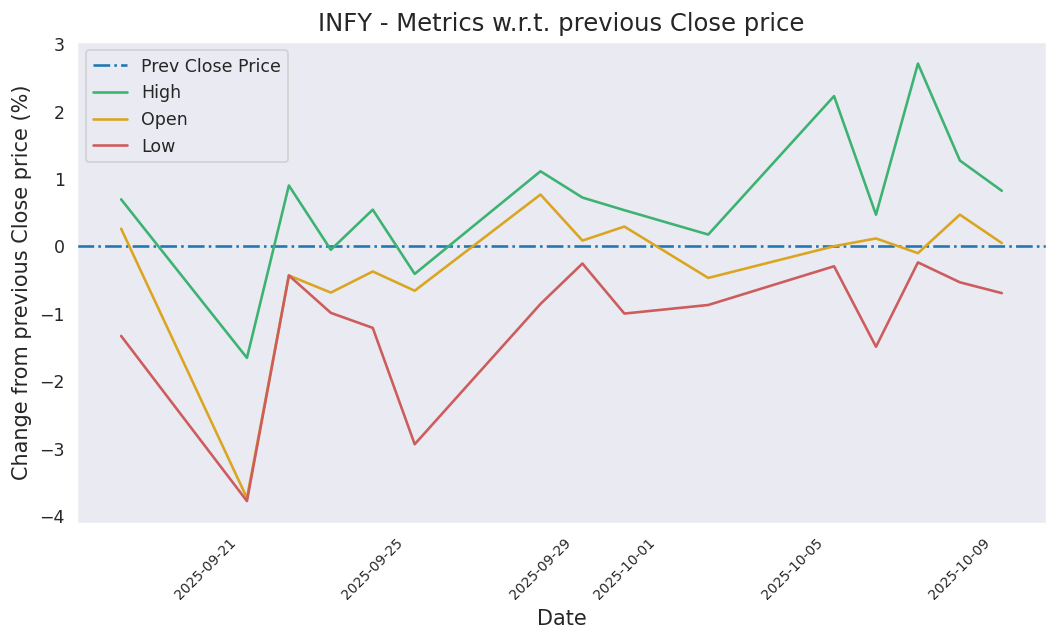 INFY - Metrics w.r.t. previous Close price
Change from previous Close price (%)
3
2
1
0
−1
−2
−3
−4
Prev Close Price
High
Open
Low
2025-09-21
2025-09-25
2025-09-29
2025-10-01
2025-10-05
2025-10-09
Date